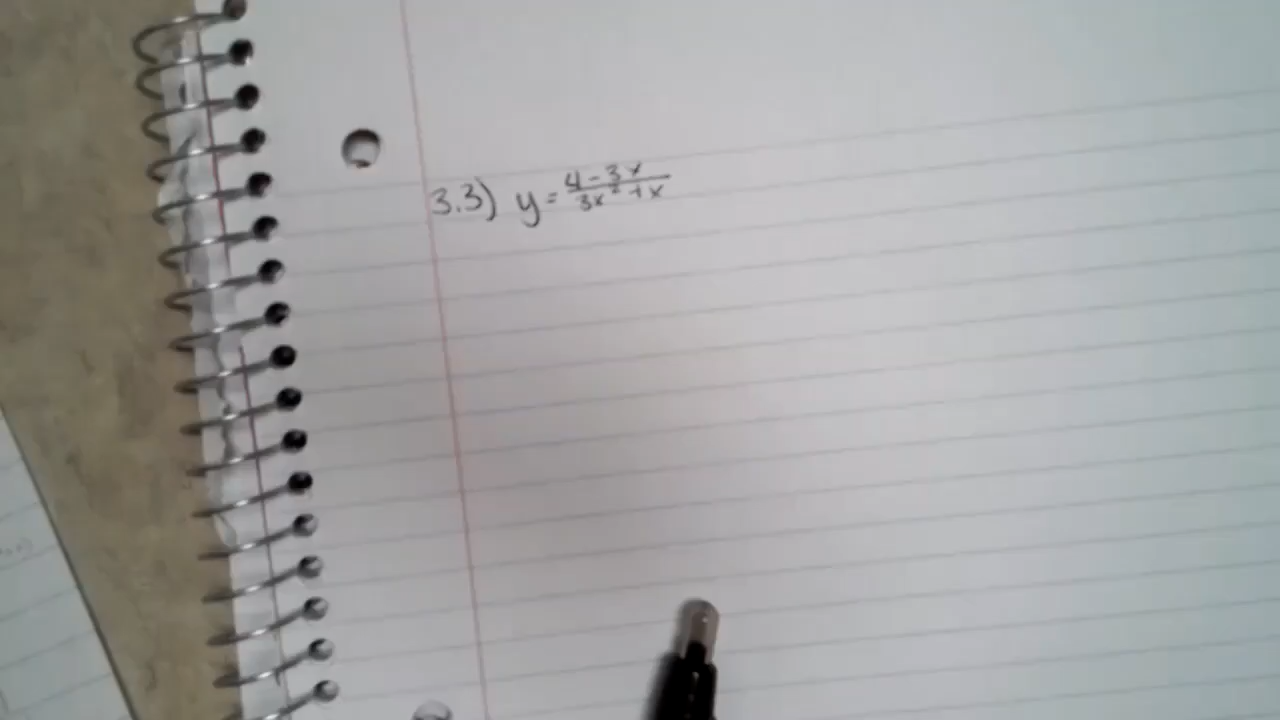 3.3) y = (4-3x)/(3x²+x)